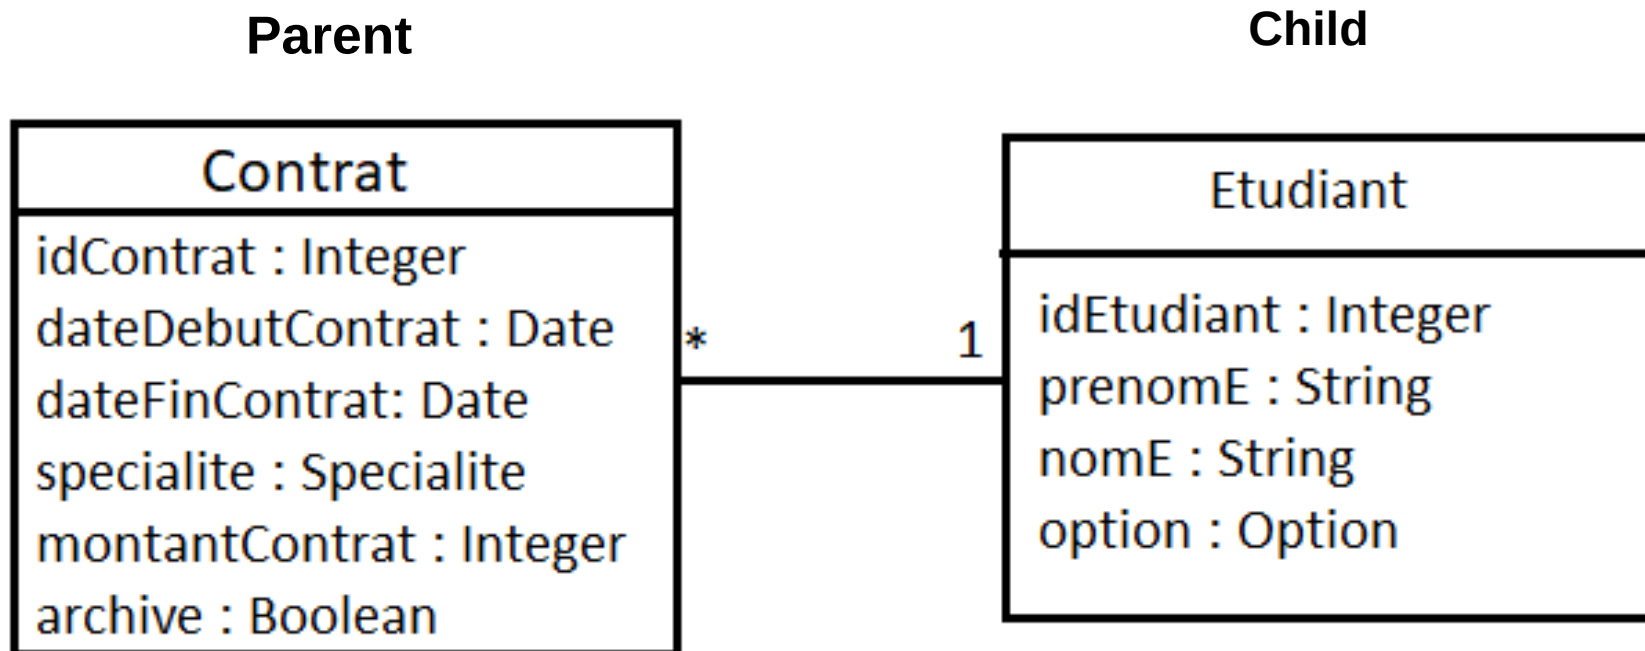 Parent
Child
Contrat
idContrat : Integer
dateDebutContrat : Date
dateFinContrat: Date
specialite : Specialite
montantContrat : Integer
archive : Boolean
* 1
Etudiant
idEtudiant : Integer
prenomE : String
nomE : String
option : Option